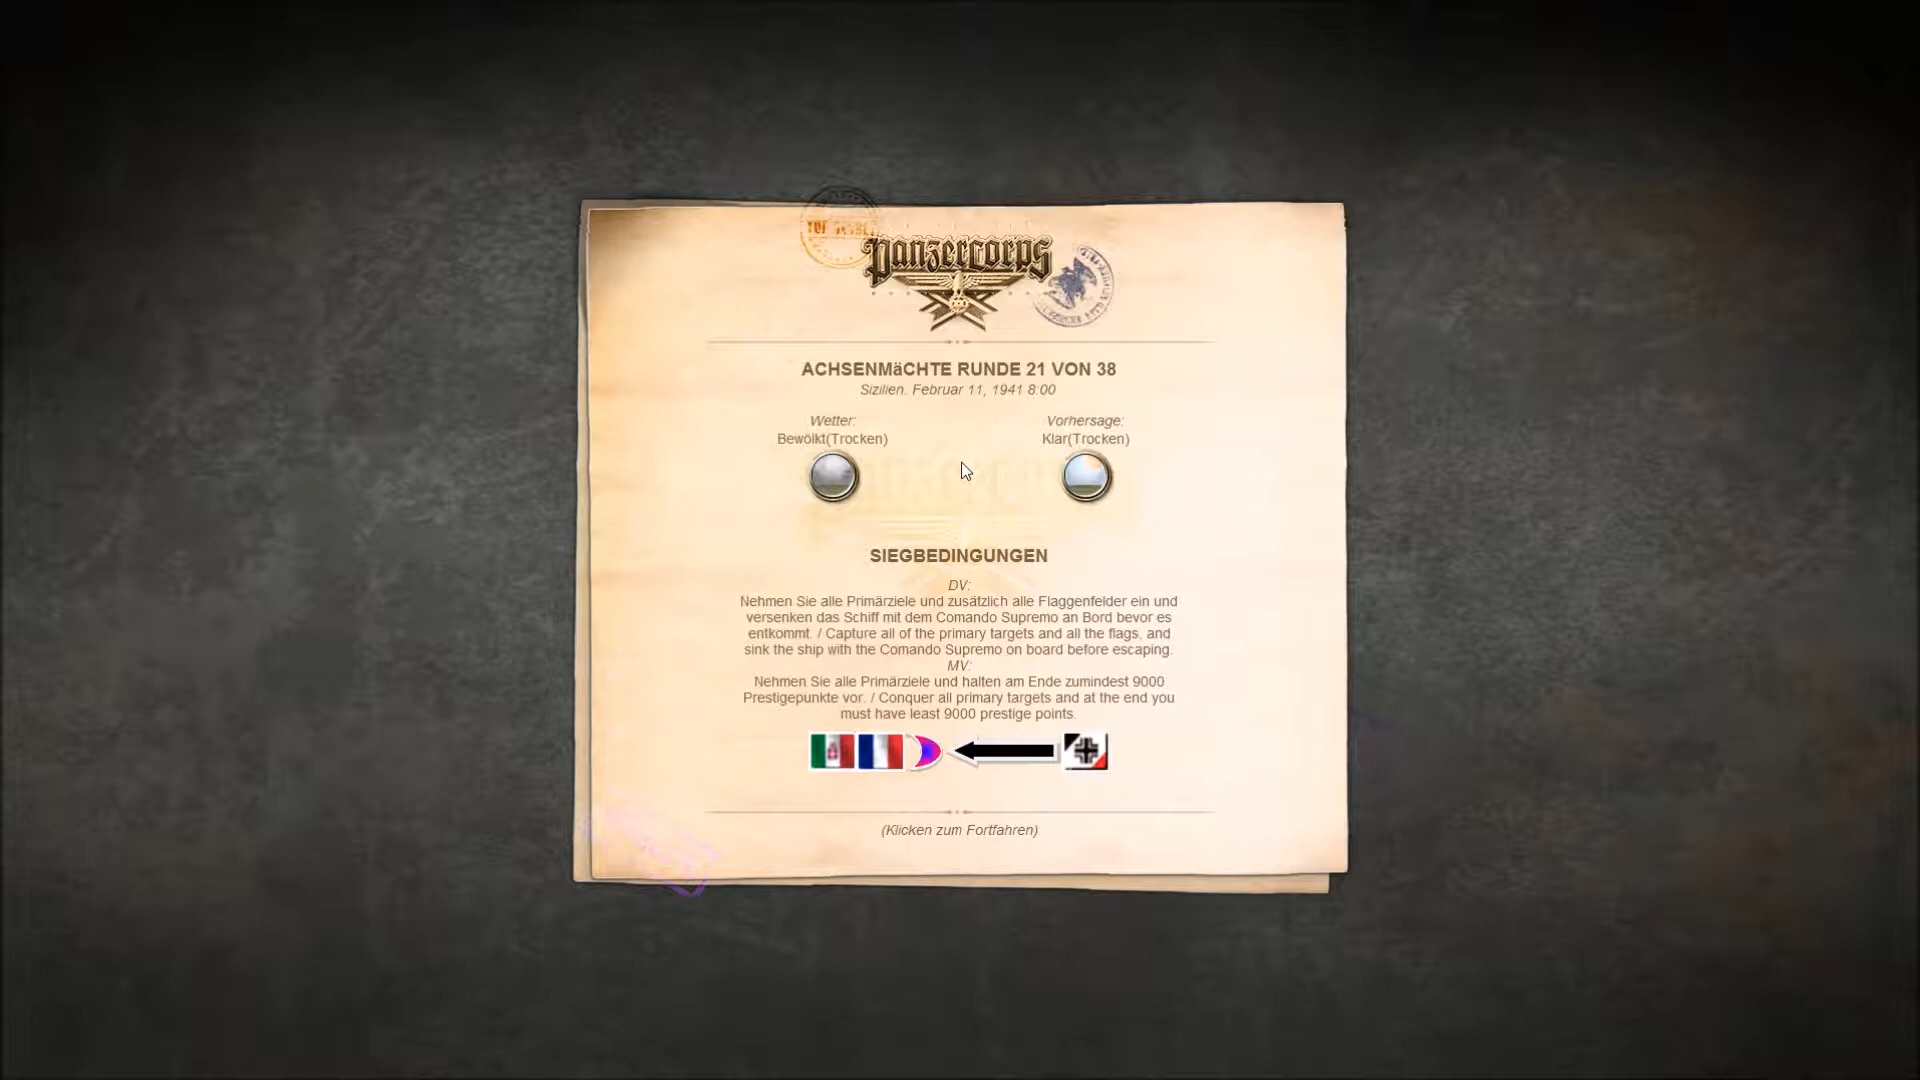 panzercorps
ACHSENMäCHTE RUNDE 21 VON 38
Sizilien. Februar 11, 1941 8:00
Wetter:
Bewölkt(Trocken)
Vorhersage:
Klar(Trocken)
SIEGBEDINGUNGEN
DV:
Nehmen Sie alle Primärziele und zusätzlich alle Flaggenfelder ein und
versenken das Schiff mit dem Comando Supremo an Bord bevor es
entkommt. / Capture all of the primary targets and all the flags, and
sink the ship with the Comando Supremo on board before escaping.
MV:
Nehmen Sie alle Primärziele und halten am Ende zumindest 9000
Prestigepunkte vor. / Conquer all primary targets and at the end you
must have least 9000 prestige points.
(Klicken zum Fortfahren)